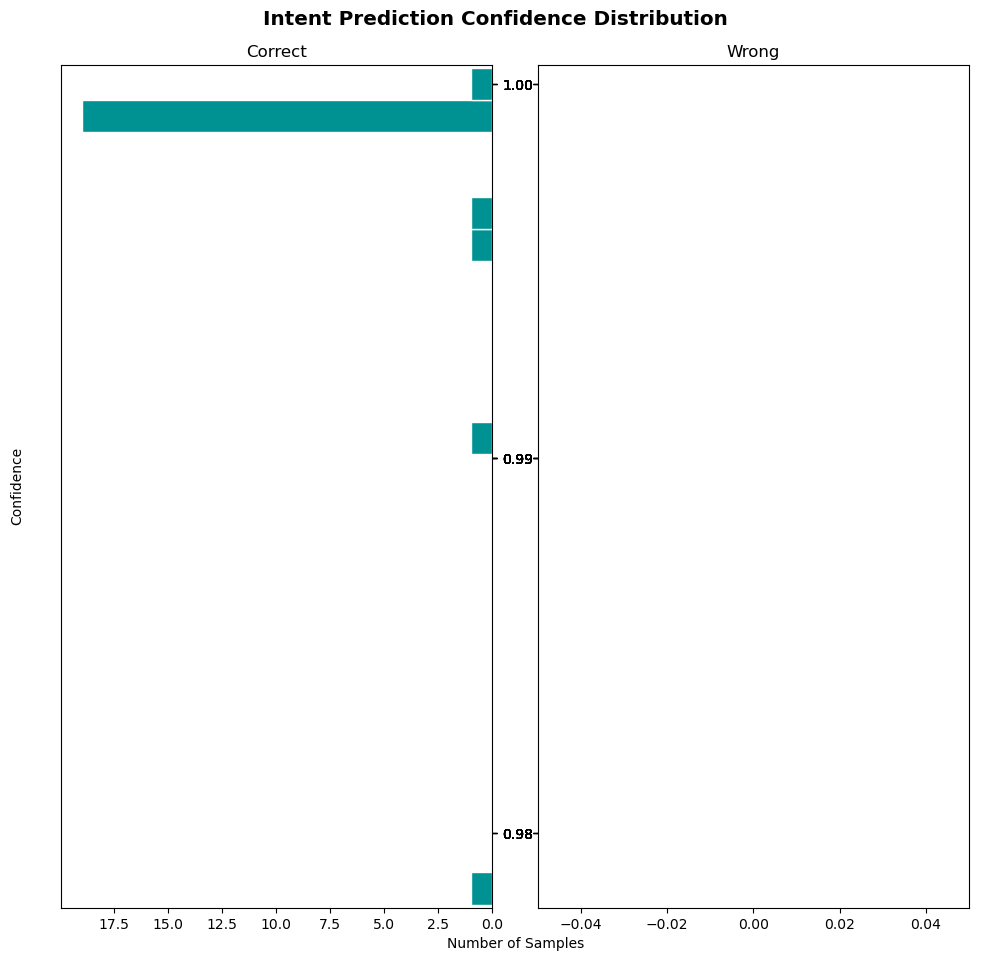 Intent Prediction Confidence Distribution
Correct
Wrong
1.00
0.99
0.98
Confidence
17.5 15.0 12.5 10.0 7.5 5.0 2.5 0.0
−0.04 −0.02 0.00 0.02 0.04
Number of Samples